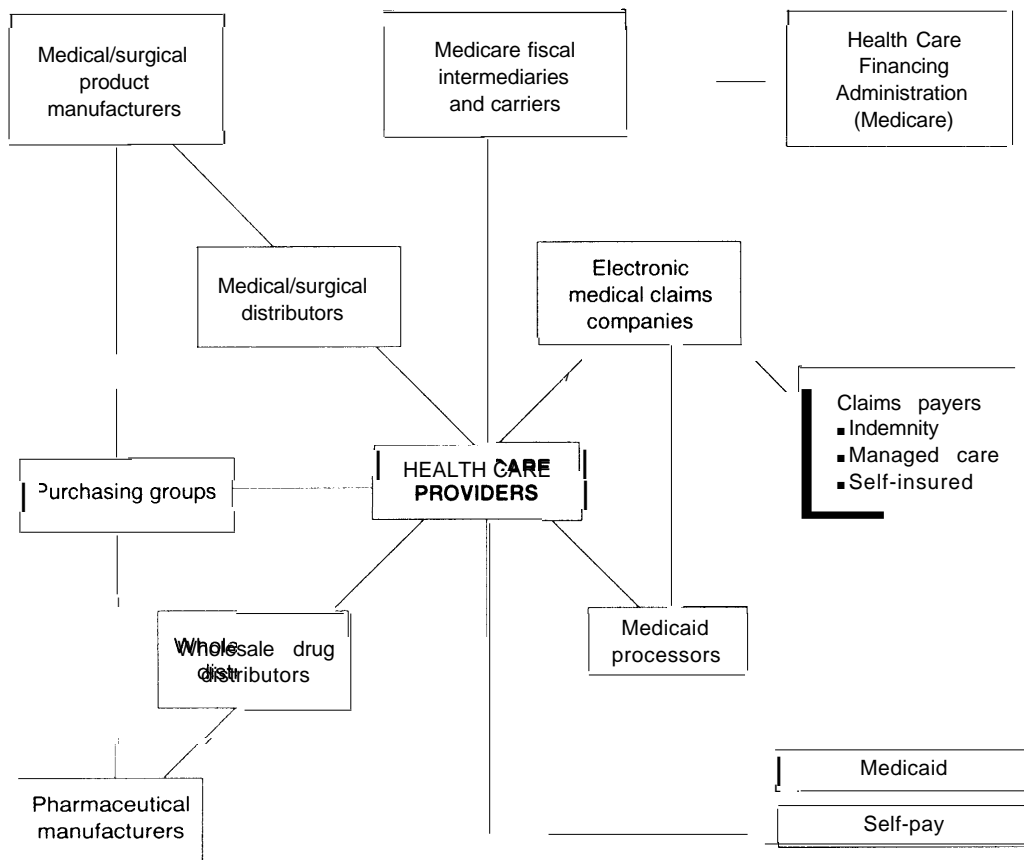 Medical/surgical
product
manufacturers
Medicare fiscal
intermediaries
and carriers
Health Care
Financing
Administration
(Medicare)
Medical/surgical
distributors
Electronic
medical claims
companies
Claims payers
■ Indemnity
■ Managed care
■ Self-insured
Purchasing groups
HEALTH CARE
PROVIDERS
Wholesale drug
distributors
Medicaid
processors
Medicaid
Self-pay
Pharmaceutical
manufacturers